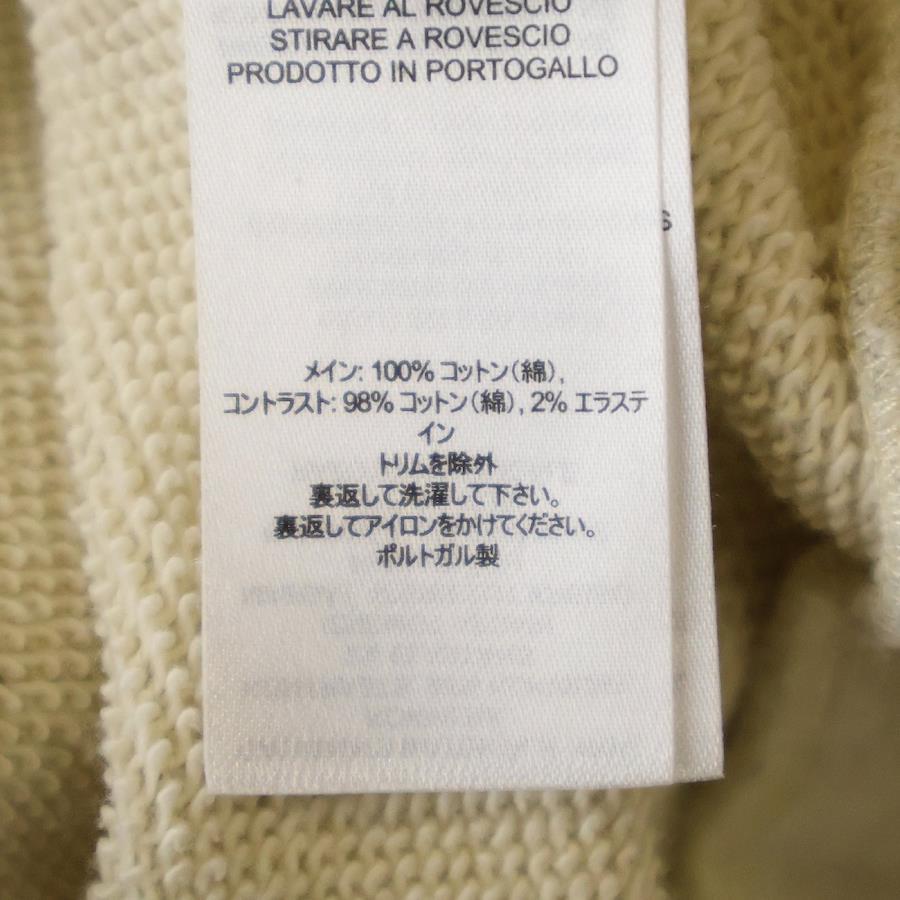 LAVARE AL ROVESCIO
STIRARE A ROVESCIO
PRODOTTO IN PORTOGALLO
S
メイン: 100% コットン（綿）,
コントラスト: 98% コットン（綿）, 2% エラステ
イン
トリムを除外
裏返して洗濯して下さい。
裏返してアイロンをかけてください。
ポルトガル製